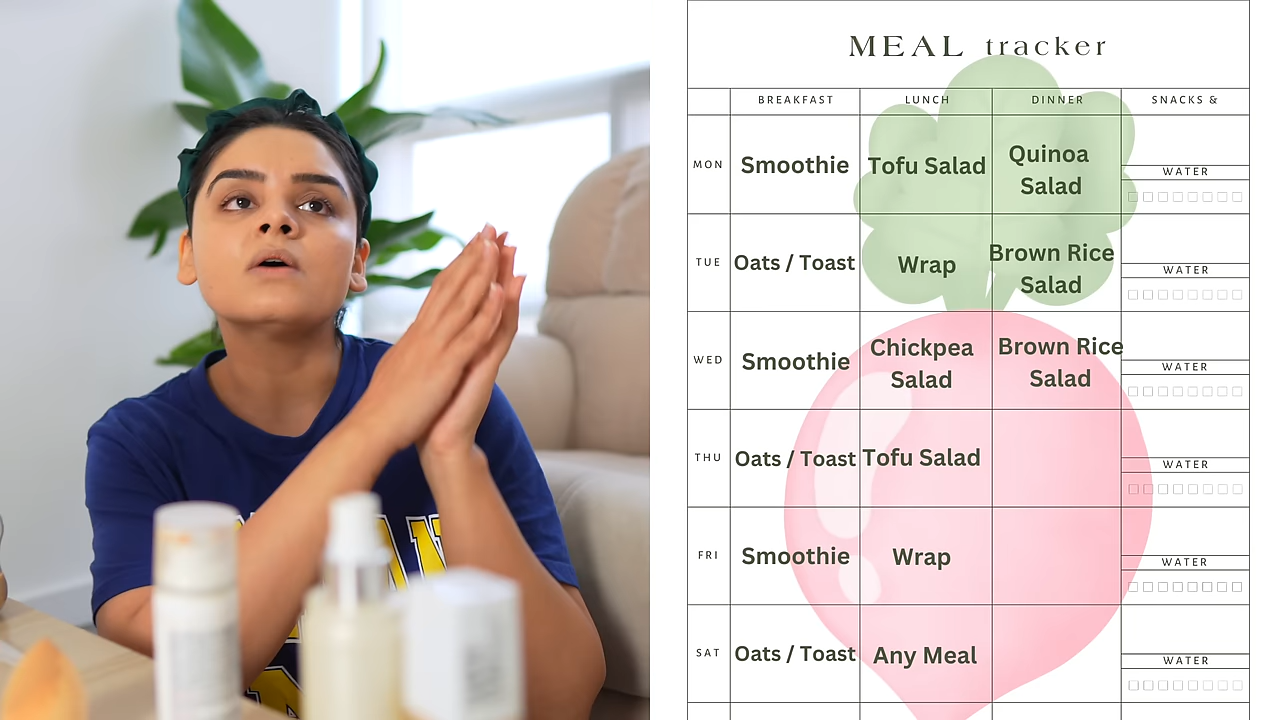 MEAL tracker
BREAKFAST LUNCH DINNER SNACKS &
MON Smoothie Tofu Salad Quinoa
Salad
WATER
TUE Oats / Toast Wrap Brown Rice
Salad
WATER
WED Smoothie Chickpea
Salad Brown Rice
Salad
WATER
THU Oats / Toast Tofu Salad
WATER
FRI Smoothie Wrap
WATER
SAT Oats / Toast Any Meal
WATER